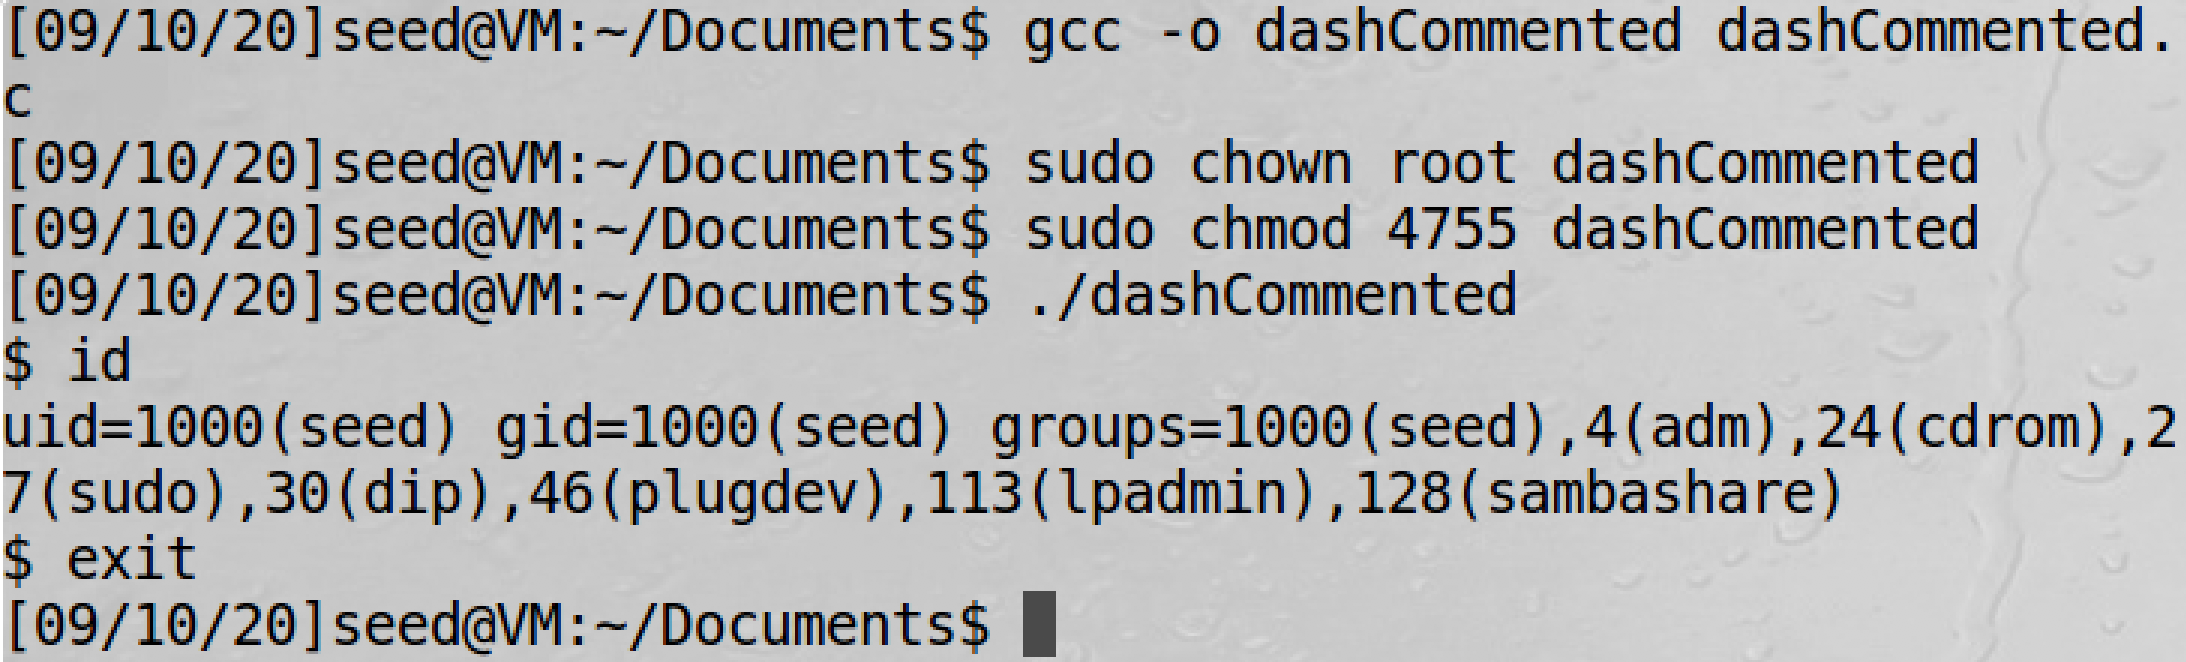 [09/10/20]seed@VM:~/Documents$ gcc -o dashCommented dashCommented.
c
[09/10/20]seed@VM:~/Documents$ sudo chown root dashCommented
[09/10/20]seed@VM:~/Documents$ sudo chmod 4755 dashCommented
[09/10/20]seed@VM:~/Documents$ ./dashCommented
$ id
uid=1000(seed) gid=1000(seed) groups=1000(seed),4(adm),24(cdrom),2
7(sudo),30(dip),46(plugdev),113(lpadmin),128(sambashare)
$ exit
[09/10/20]seed@VM:~/Documents$